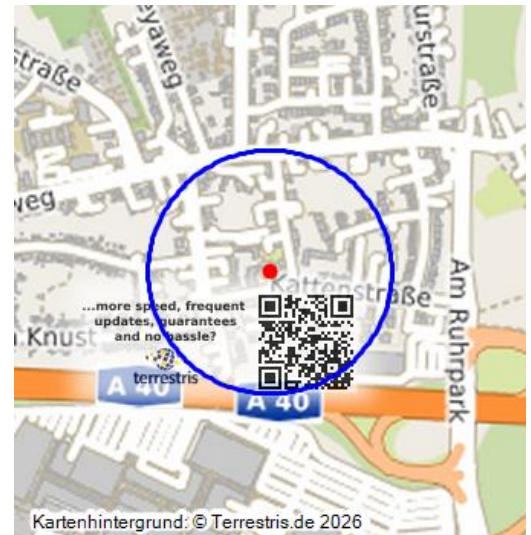 straße
eyaweg
urstraße
weg
Kattenstraße
Am Ruhrpark
...more speed, frequent
updates, guarantees
and no hassle?
Knust
terrestris
A 40
A 40
Kartenhintergrund: © Terrestris.de 2026